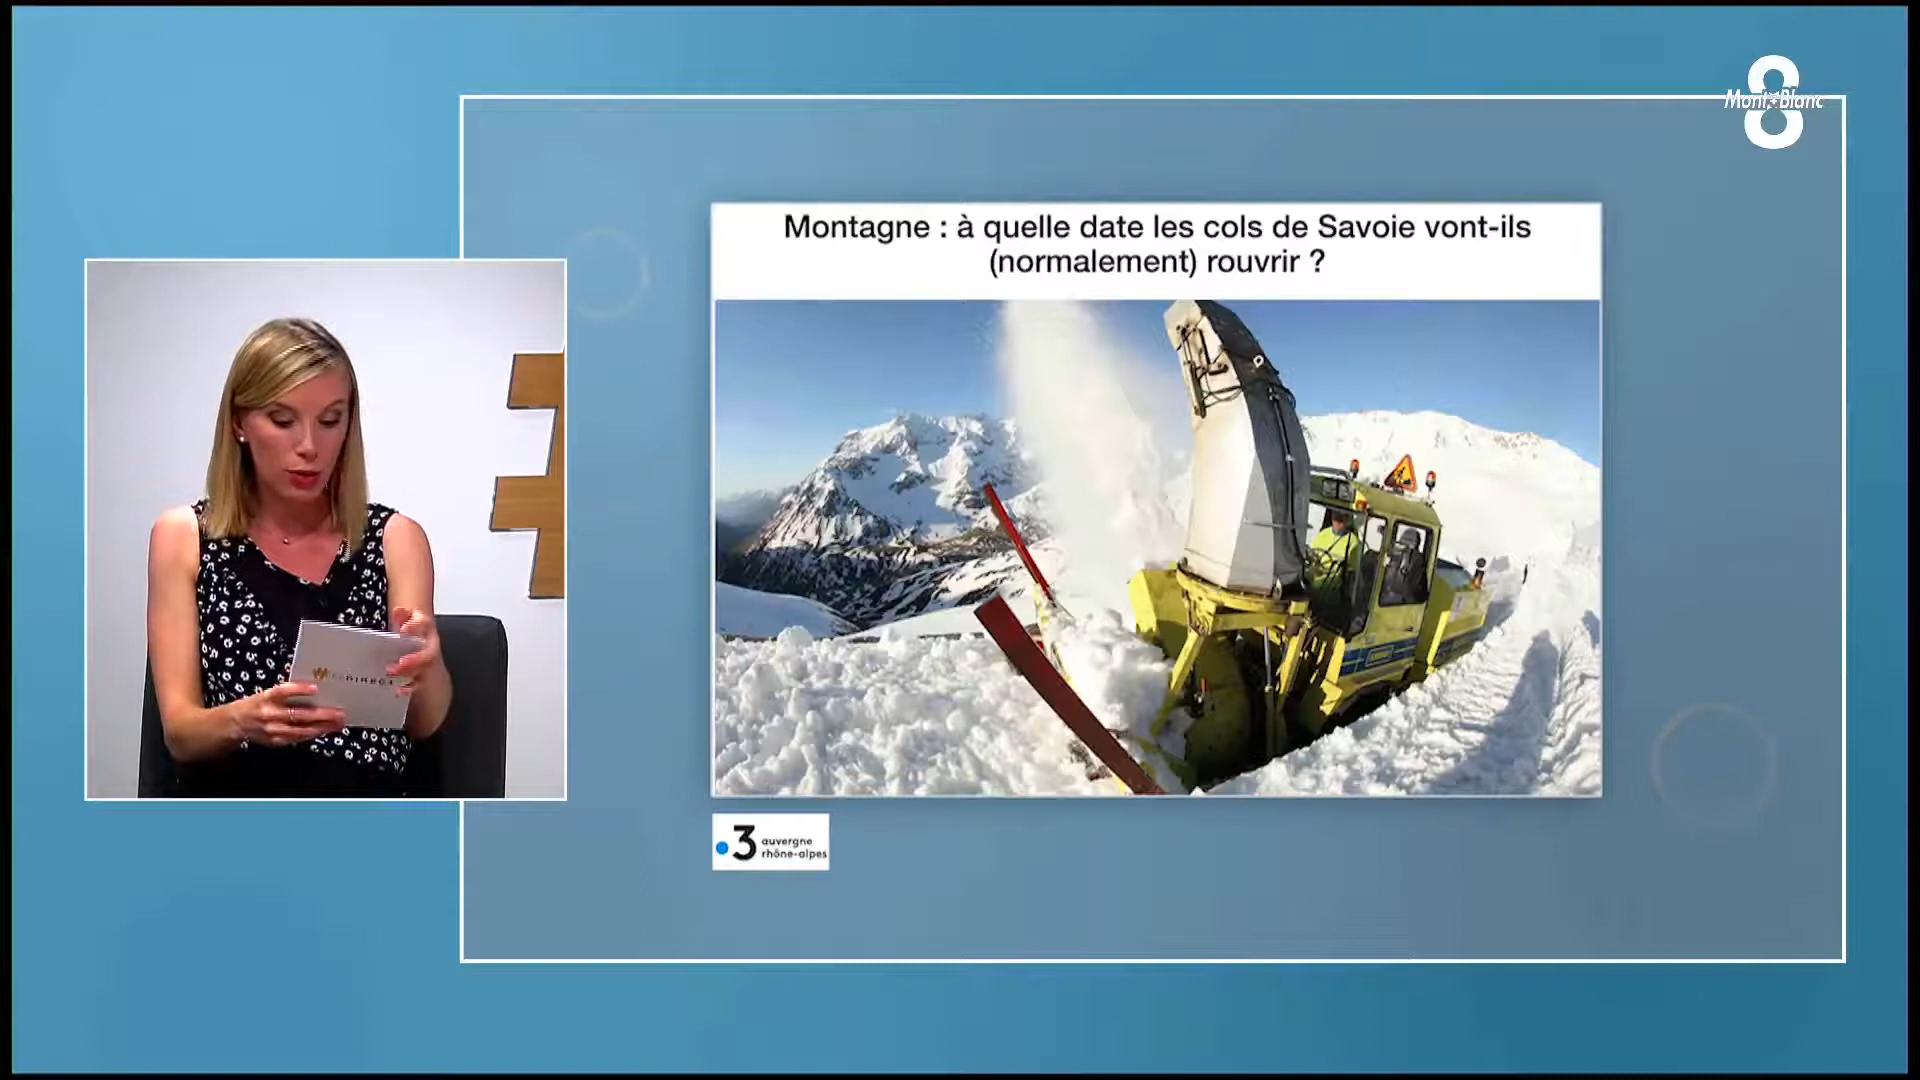 8
Mont Blanc
Montagne : à quelle date les cols de Savoie vont-ils
(normalement) rouvrir ?
3 auvergne
rhône-alpes